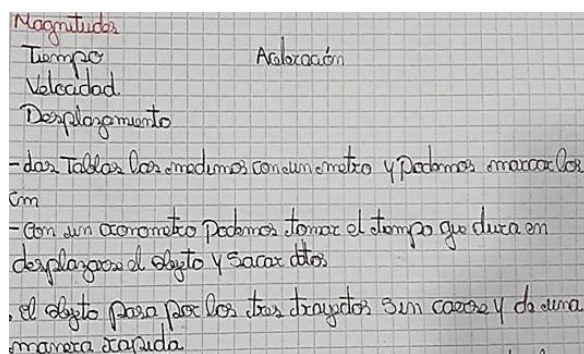 Magnitudes
Tiempo Aceleración
Velocidad.
Desplazamiento
- das Tablas las medimos con un metro y Podemos marcar los
cm
- Con un cronometro Podemos tomar el tiempo que dura en
desplazarse el objeto y Sacar datos
. el objeto pasa por los tres trayectos sin caerse y de una
manera rapida